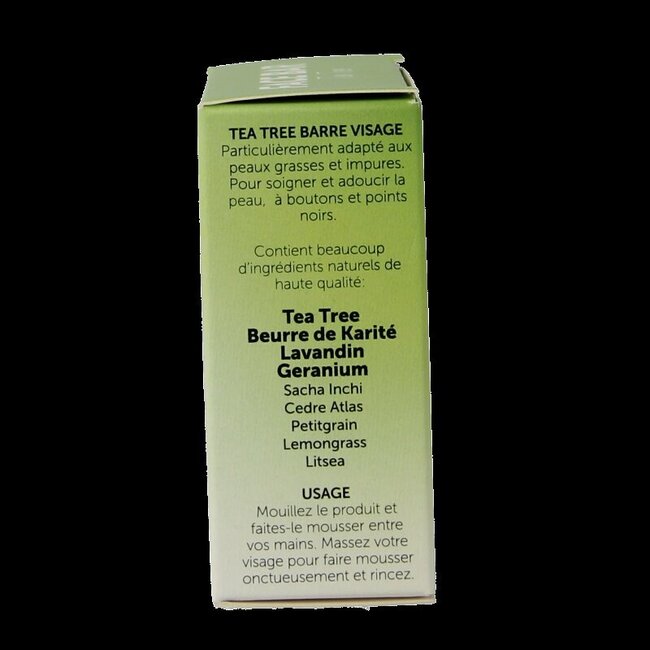 TEA TREE BARRE VISAGE
Particulièrement adapté aux
peaux grasses et impures.
Pour soigner et adoucir la
peau, à boutons et points
noirs.
Contient beaucoup
d'ingrédients naturels de
haute qualité:
Tea Tree
Beurre de Karité
Lavandin
Geranium
Sacha Inchi
Cedre Atlas
Petitgrain
Lemongrass
Litsea
USAGE
Mouillez le produit et
faites-le mousser entre
vos mains. Massez votre
visage pour faire mousser
onctueusement et rincez.